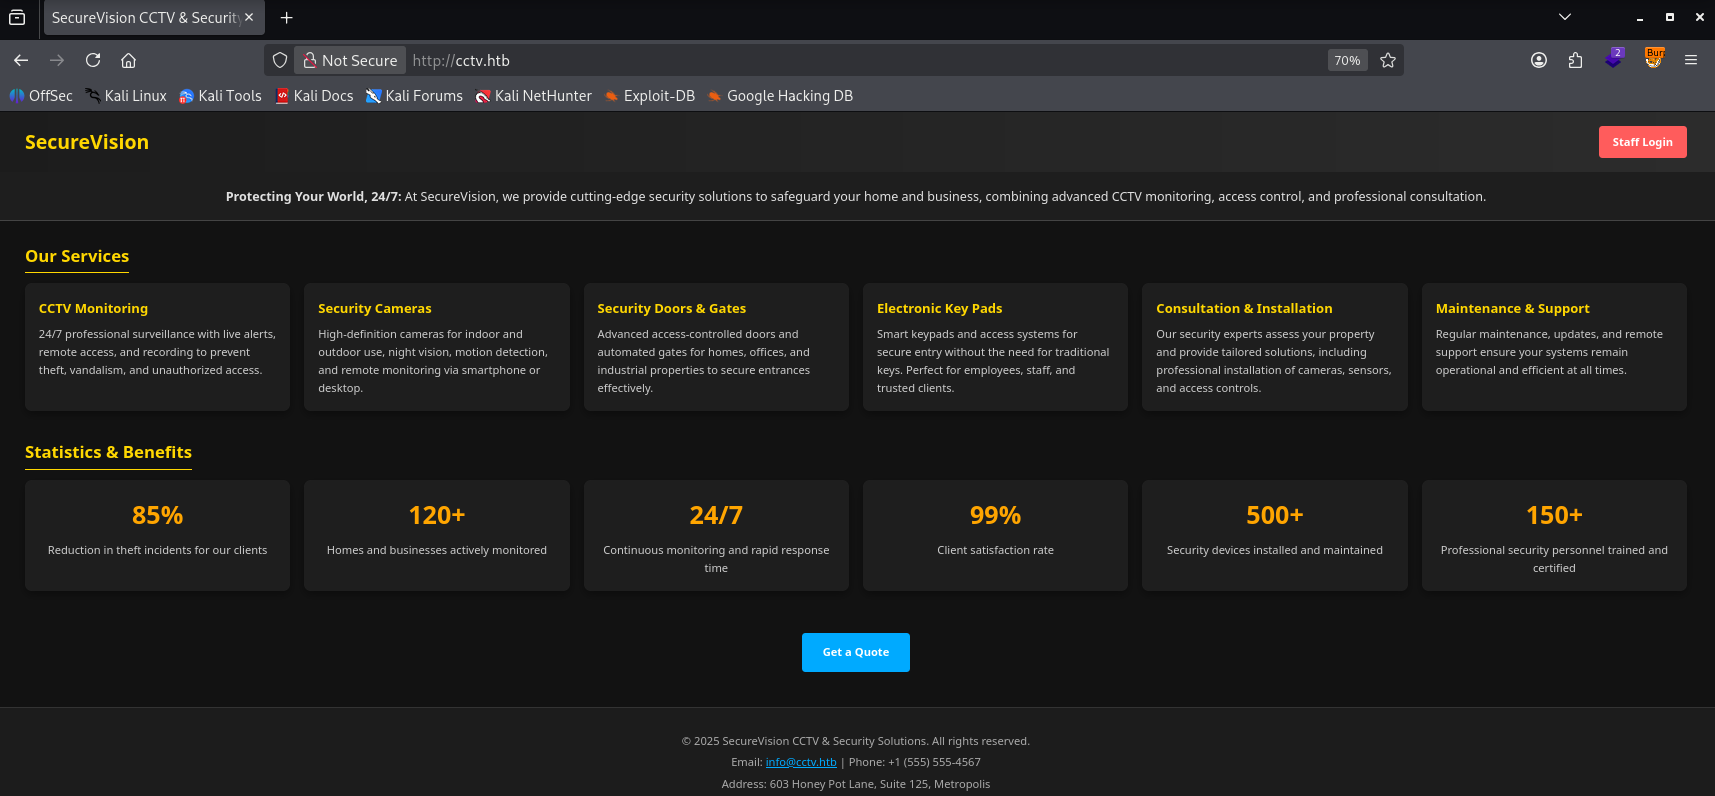 SecureVision CCTV & Security
Not Secure
http://cctv.htb
70%
2
OffSec
Kali Linux
Kali Tools
Kali Docs
Kali Forums
Kali NetHunter
Exploit-DB
Google Hacking DB
SecureVision
Staff Login
Protecting Your World, 24/7: At SecureVision, we provide cutting-edge security solutions to safeguard your home and business, combining advanced CCTV monitoring, access control, and professional consultation.
Our Services
CCTV Monitoring
24/7 professional surveillance with live alerts,
remote access, and recording to prevent
theft, vandalism, and unauthorized access.
Security Cameras
High-definition cameras for indoor and
outdoor use, night vision, motion detection,
and remote monitoring via smartphone or
desktop.
Security Doors & Gates
Advanced access-controlled doors and
automated gates for homes, offices, and
industrial properties to secure entrances
effectively.
Electronic Key Pads
Smart keypads and access systems for
secure entry without the need for traditional
keys. Perfect for employees, staff, and
trusted clients.
Consultation & Installation
Our security experts assess your property
and provide tailored solutions, including
professional installation of cameras, sensors,
and access controls.
Maintenance & Support
Regular maintenance, updates, and remote
support ensure your systems remain
operational and efficient at all times.
Statistics & Benefits
85%
Reduction in theft incidents for our clients
120+
Homes and businesses actively monitored
24/7
Continuous monitoring and rapid response
time
99%
Client satisfaction rate
500+
Security devices installed and maintained
150+
Professional security personnel trained and
certified
Get a Quote
© 2025 SecureVision CCTV & Security Solutions. All rights reserved.
Email: info@cctv.htb | Phone: +1 (555) 555-4567
Address: 603 Honey Pot Lane, Suite 125, Metropolis